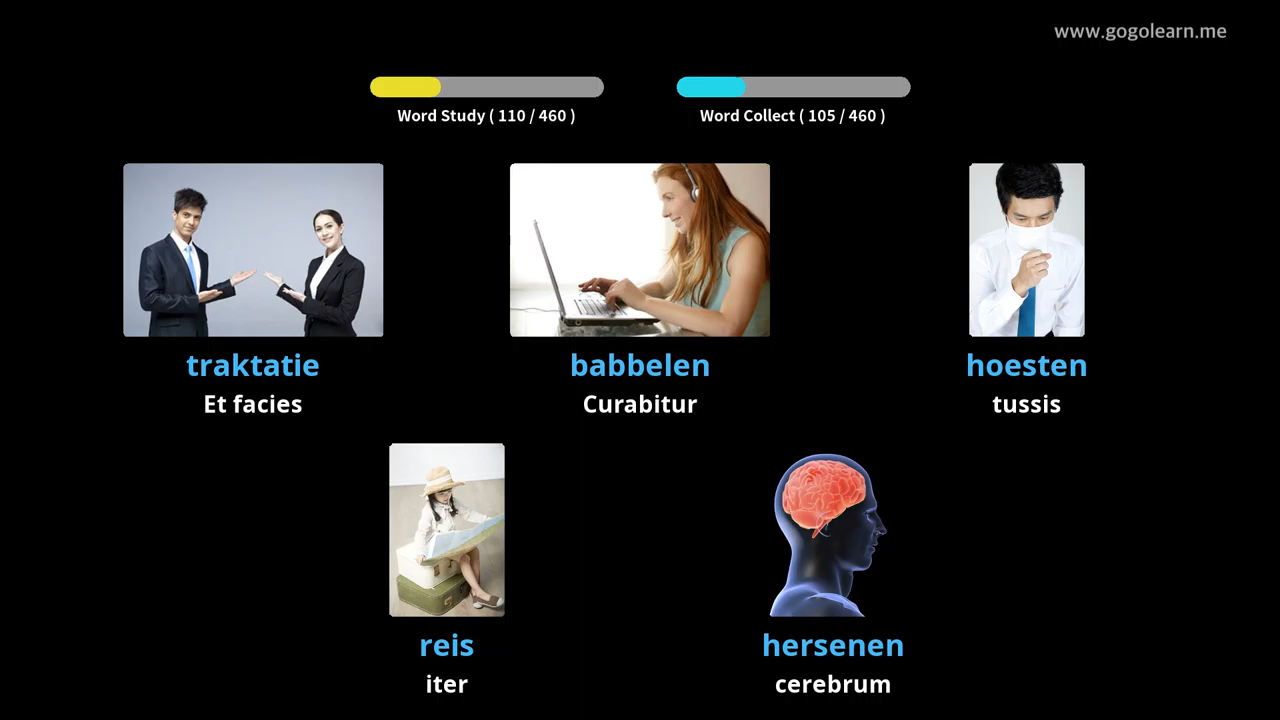 www.gogolearn.me
Word Study ( 110 / 460 )
Word Collect ( 105 / 460 )
traktatie
Et facies
babbelen
Curabitur
hoesten
tussis
reis
iter
hersenen
cerebrum